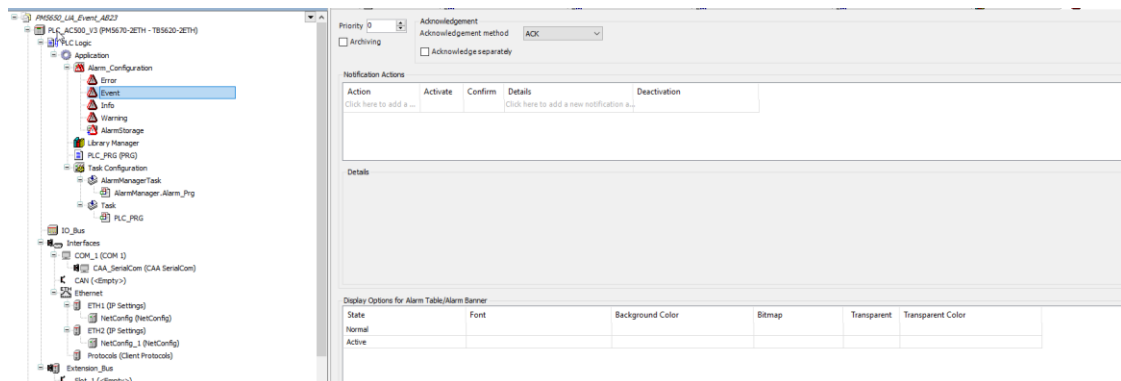 PM5650_UA_Event_AB23
PLC_AC500_V3 (PM5670-2ETH - TB5620-2ETH)
PLC Logic
Application
Alarm_Configuration
Error
Event
Info
Warning
AlarmStorage
Library Manager
PLC_PRG (PRG)
Task Configuration
AlarmManagerTask
AlarmManager.Alarm_Prg
Task
PLC_PRG
IO_Bus
Interfaces
COM_1 (COM 1)
CAA_SerialCom (CAA SerialCom)
CAN (<Empty>)
Ethernet
ETH1 (IP Settings)
NetConfig (NetConfig)
ETH2 (IP Settings)
NetConfig_1 (NetConfig)
Protocols (Client Protocols)
Extension_Bus
Slot_1 (<Empty>)
Priority 0
Archiving
Acknowledgement
Acknowledgement method ACK
Acknowledge separately
Notification Actions
Action Activate Confirm Details Deactivation
Click here to add a ... Click here to add a new notification a...
Details
Display Options for Alarm Table/Alarm Banner
State Font Background Color Bitmap Transparent Transparent Color
Normal
Active